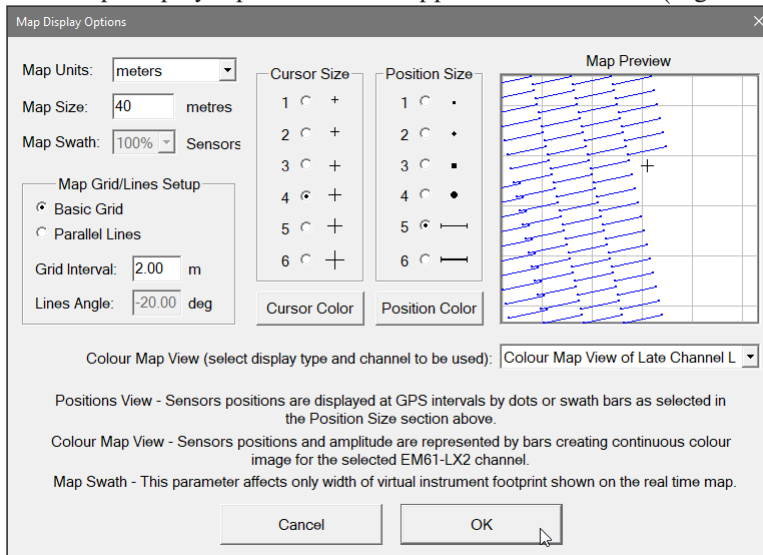 Map Display Options
Map Units: meters
Map Size: 40 metres
Map Swath: 100% Sensors
Map Grid/Lines Setup
Basic Grid
Parallel Lines
Grid Interval: 2.00 m
Lines Angle: -20.00 deg
Cursor Size
1
2
3
4
5
6
Cursor Color
Position Size
1
2
3
4
5
6
Position Color
Map Preview
Colour Map View (select display type and channel to be used): Colour Map View of Late Channel L
Positions View - Sensors positions are displayed at GPS intervals by dots or swath bars as selected in
the Position Size section above.
Colour Map View - Sensors positions and amplitude are represented by bars creating continuous colour
image for the selected EM61-LX2 channel.
Map Swath - This parameter affects only width of virtual instrument footprint shown on the real time map.
Cancel
OK